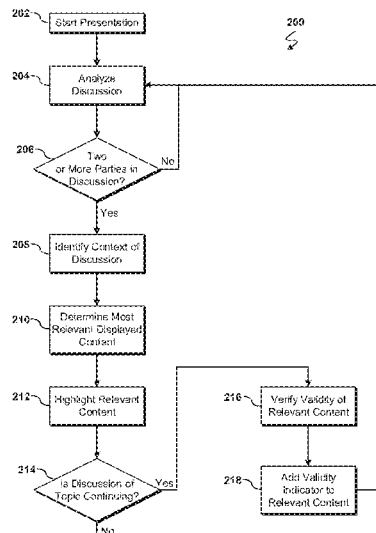 202
Start Presentation
200
204
Analyze
Discussion
206
Two
or More Parties in
Discussion?
No
Yes
208
Identify Context of
Discussion
210
Determine Most
Relevant Displayed
Content
212
Highlight Relevant
Content
216
Verify Validity of
Relevant Content
214
Is Discussion of
Topic Continuing?
Yes
218
Add Validity
Indicator to
Relevant Content
No